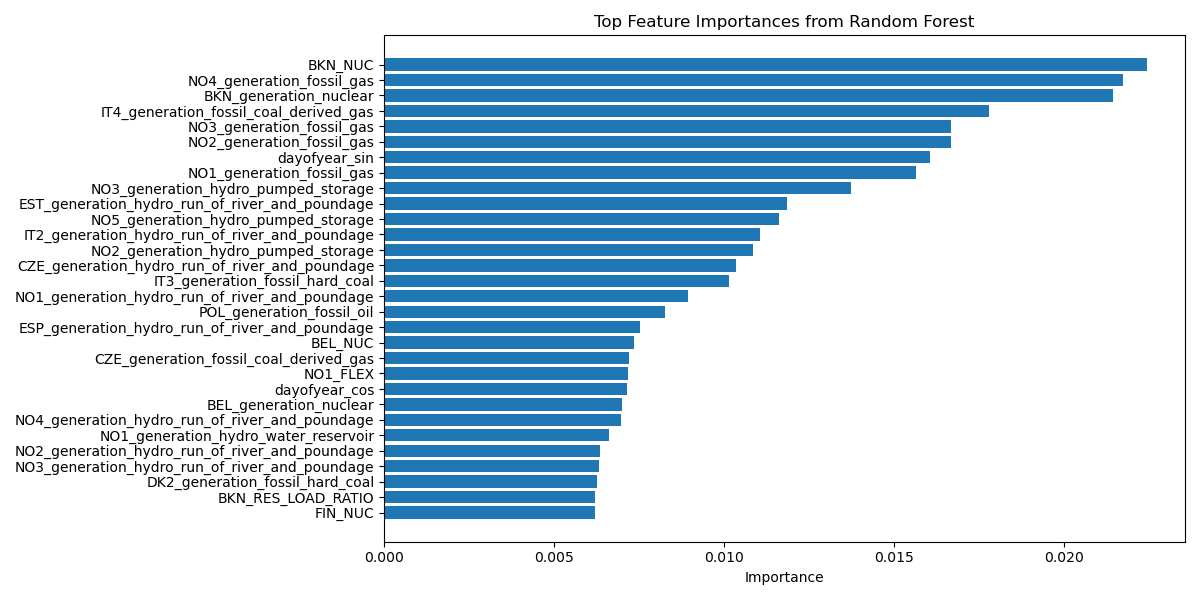 Top Feature Importances from Random Forest
BKN_NUC
NO4_generation_fossil_gas
BKN_generation_nuclear
IT4_generation_fossil_coal_derived_gas
NO3_generation_fossil_gas
NO2_generation_fossil_gas
dayofyear_sin
NO1_generation_fossil_gas
NO3_generation_hydro_pumped_storage
EST_generation_hydro_run_of_river_and_poundage
NO5_generation_hydro_pumped_storage
IT2_generation_hydro_run_of_river_and_poundage
NO2_generation_hydro_pumped_storage
CZE_generation_hydro_run_of_river_and_poundage
IT3_generation_fossil_hard_coal
NO1_generation_hydro_run_of_river_and_poundage
POL_generation_fossil_oil
ESP_generation_hydro_run_of_river_and_poundage
BEL_NUC
CZE_generation_fossil_coal_derived_gas
NO1_FLEX
dayofyear_cos
BEL_generation_nuclear
NO4_generation_hydro_run_of_river_and_poundage
NO1_generation_hydro_water_reservoir
NO2_generation_hydro_run_of_river_and_poundage
NO3_generation_hydro_run_of_river_and_poundage
DK2_generation_fossil_hard_coal
BKN_RES_LOAD_RATIO
FIN_NUC
0.000 0.005 0.010 0.015 0.020
Importance